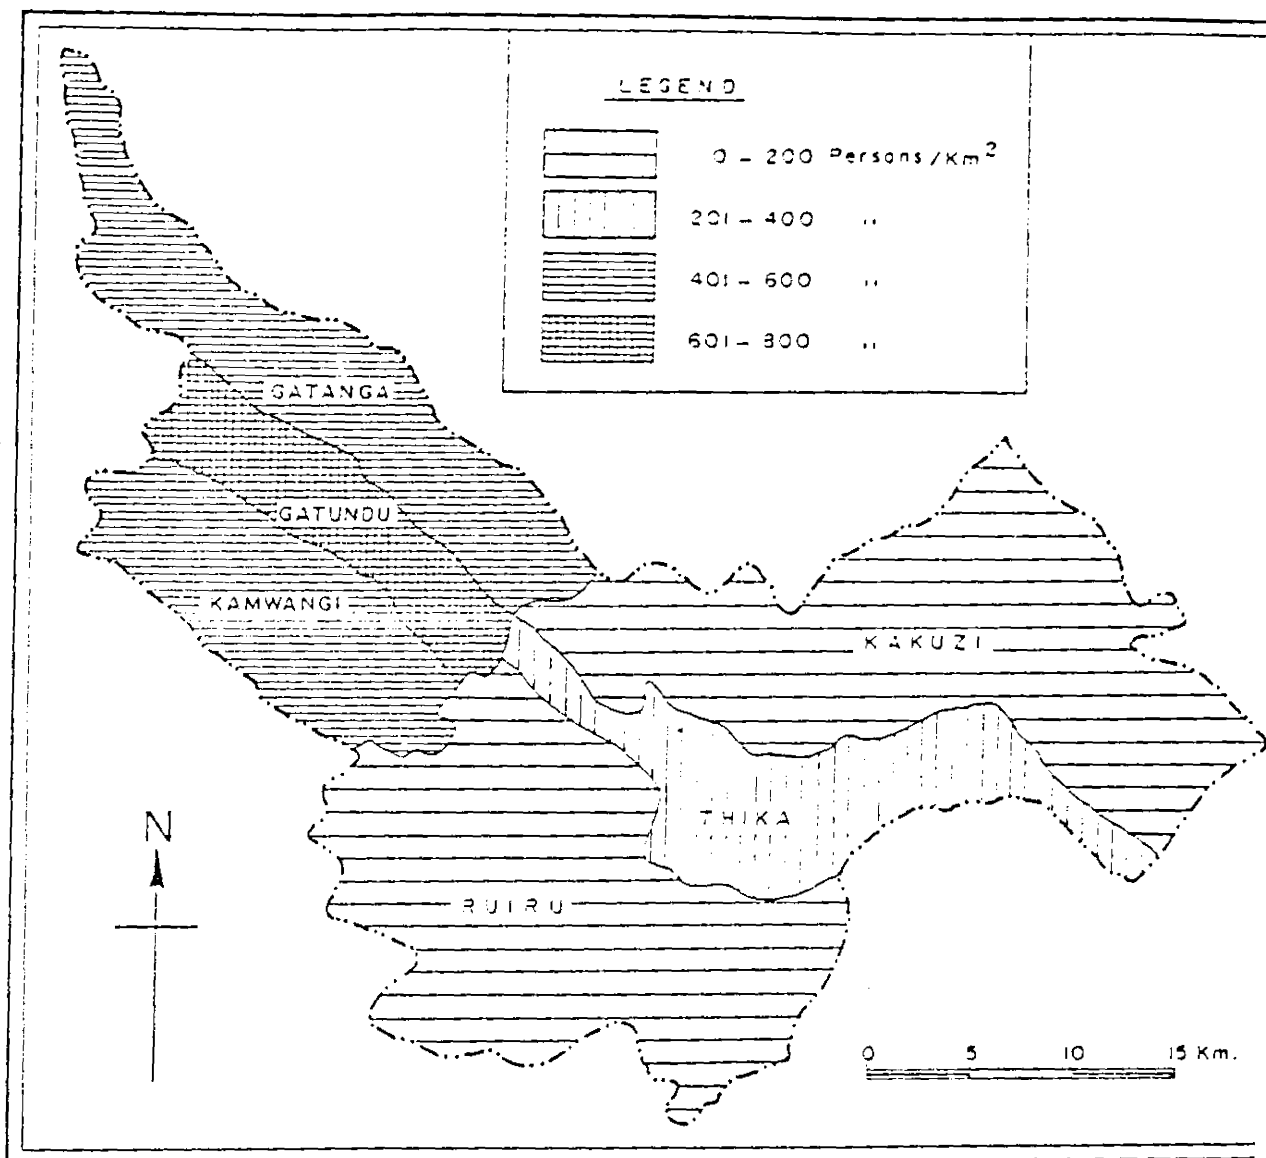 LEGEND
0 - 200 Persons/Km²
201 - 400 "
401 - 600 "
601 - 800 "
GATANGA
GATUNDU
KAMWANGI
KAKUZI
THIKA
RUIRU
N
0 5 10 15 Km.